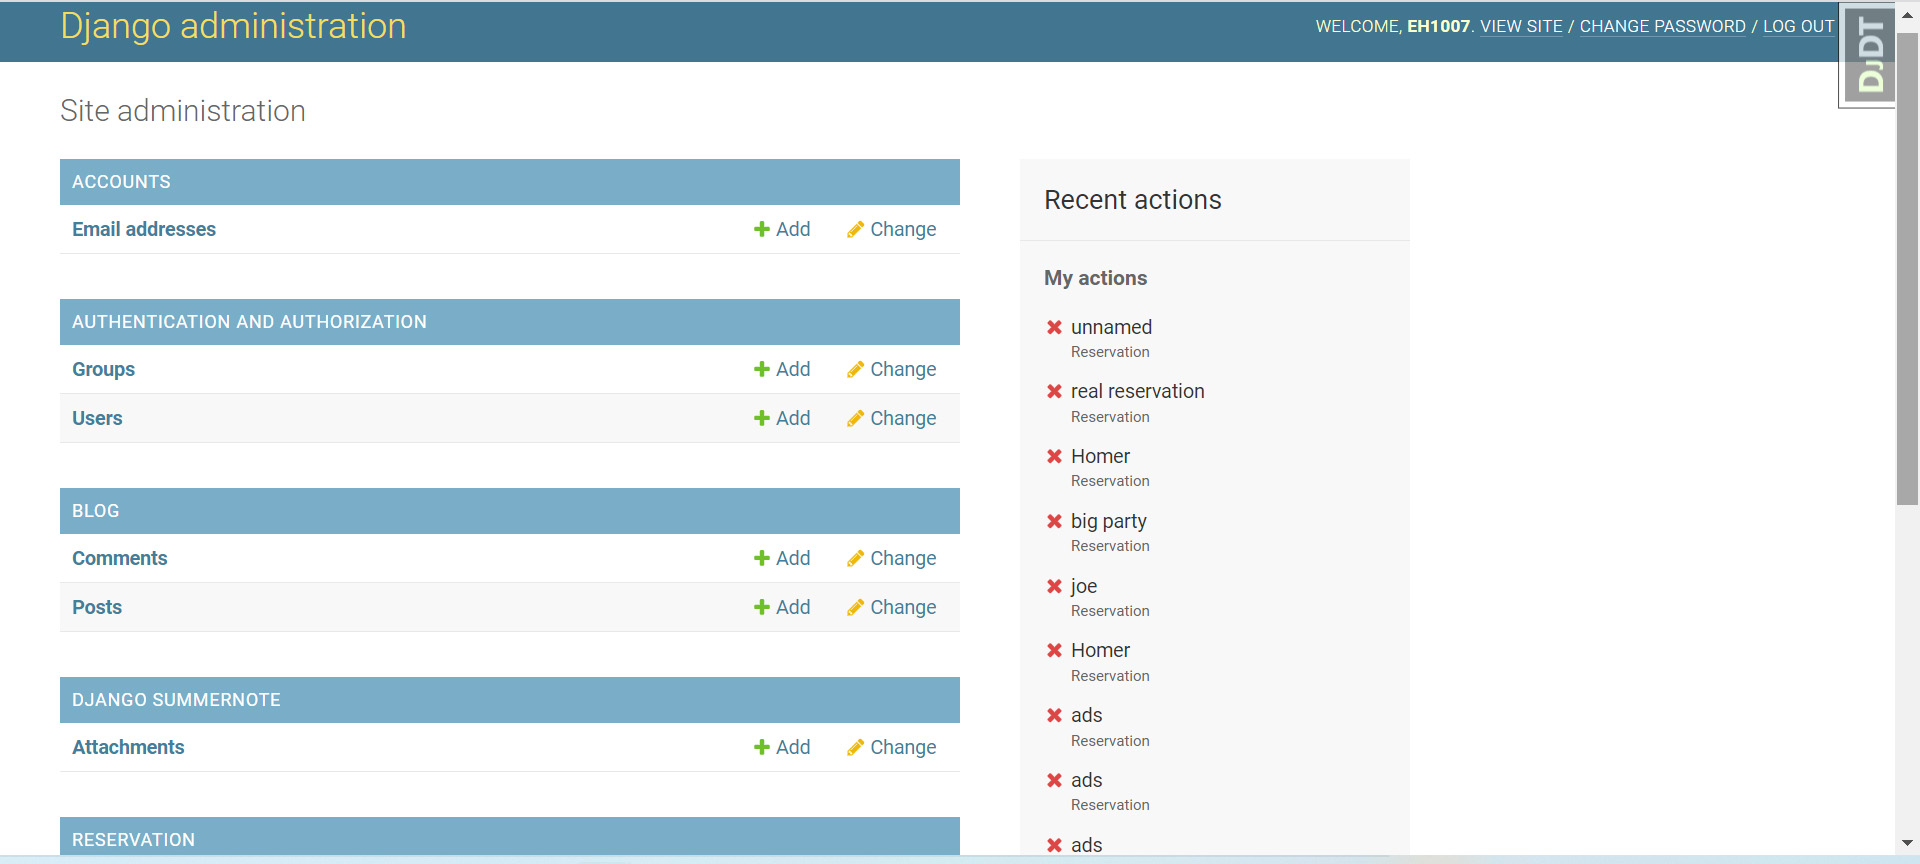 Django administration
WELCOME, EH1007. VIEW SITE / CHANGE PASSWORD / LOG OUT
DJDT
Site administration
ACCOUNTS
Email addresses Add Change
AUTHENTICATION AND AUTHORIZATION
Groups Add Change
Users Add Change
BLOG
Comments Add Change
Posts Add Change
DJANGO SUMMERNOTE
Attachments Add Change
RESERVATION
Recent actions
My actions
unnamed
Reservation
real reservation
Reservation
Homer
Reservation
big party
Reservation
joe
Reservation
Homer
Reservation
ads
Reservation
ads
Reservation
ads